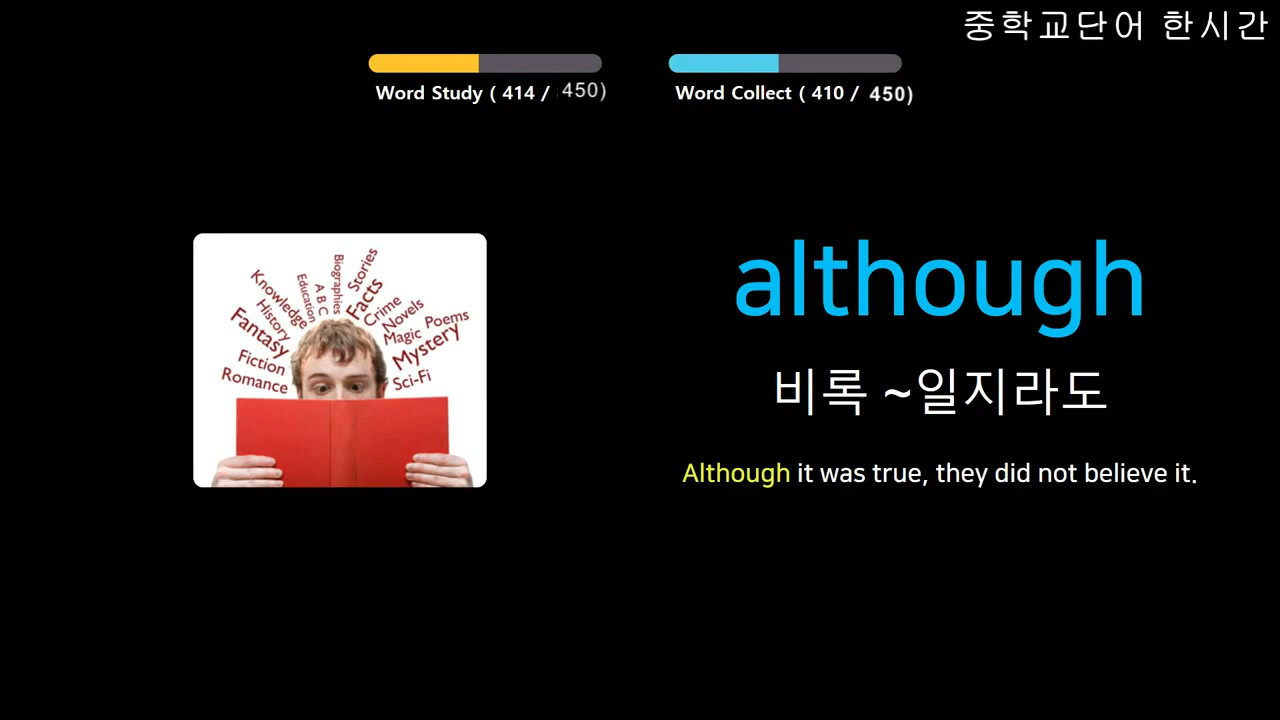 중학교단어 한시간
Word Study ( 414 / 450)
Word Collect ( 410 / 450)
Knowledge
History
Fantasy
Fiction
Romance
Education
A B C
Biographies
Stories
Facts
Crime
Novels
Magic
Poems
Mystery
Sci-Fi
although
비록 ~일지라도
Although it was true, they did not believe it.